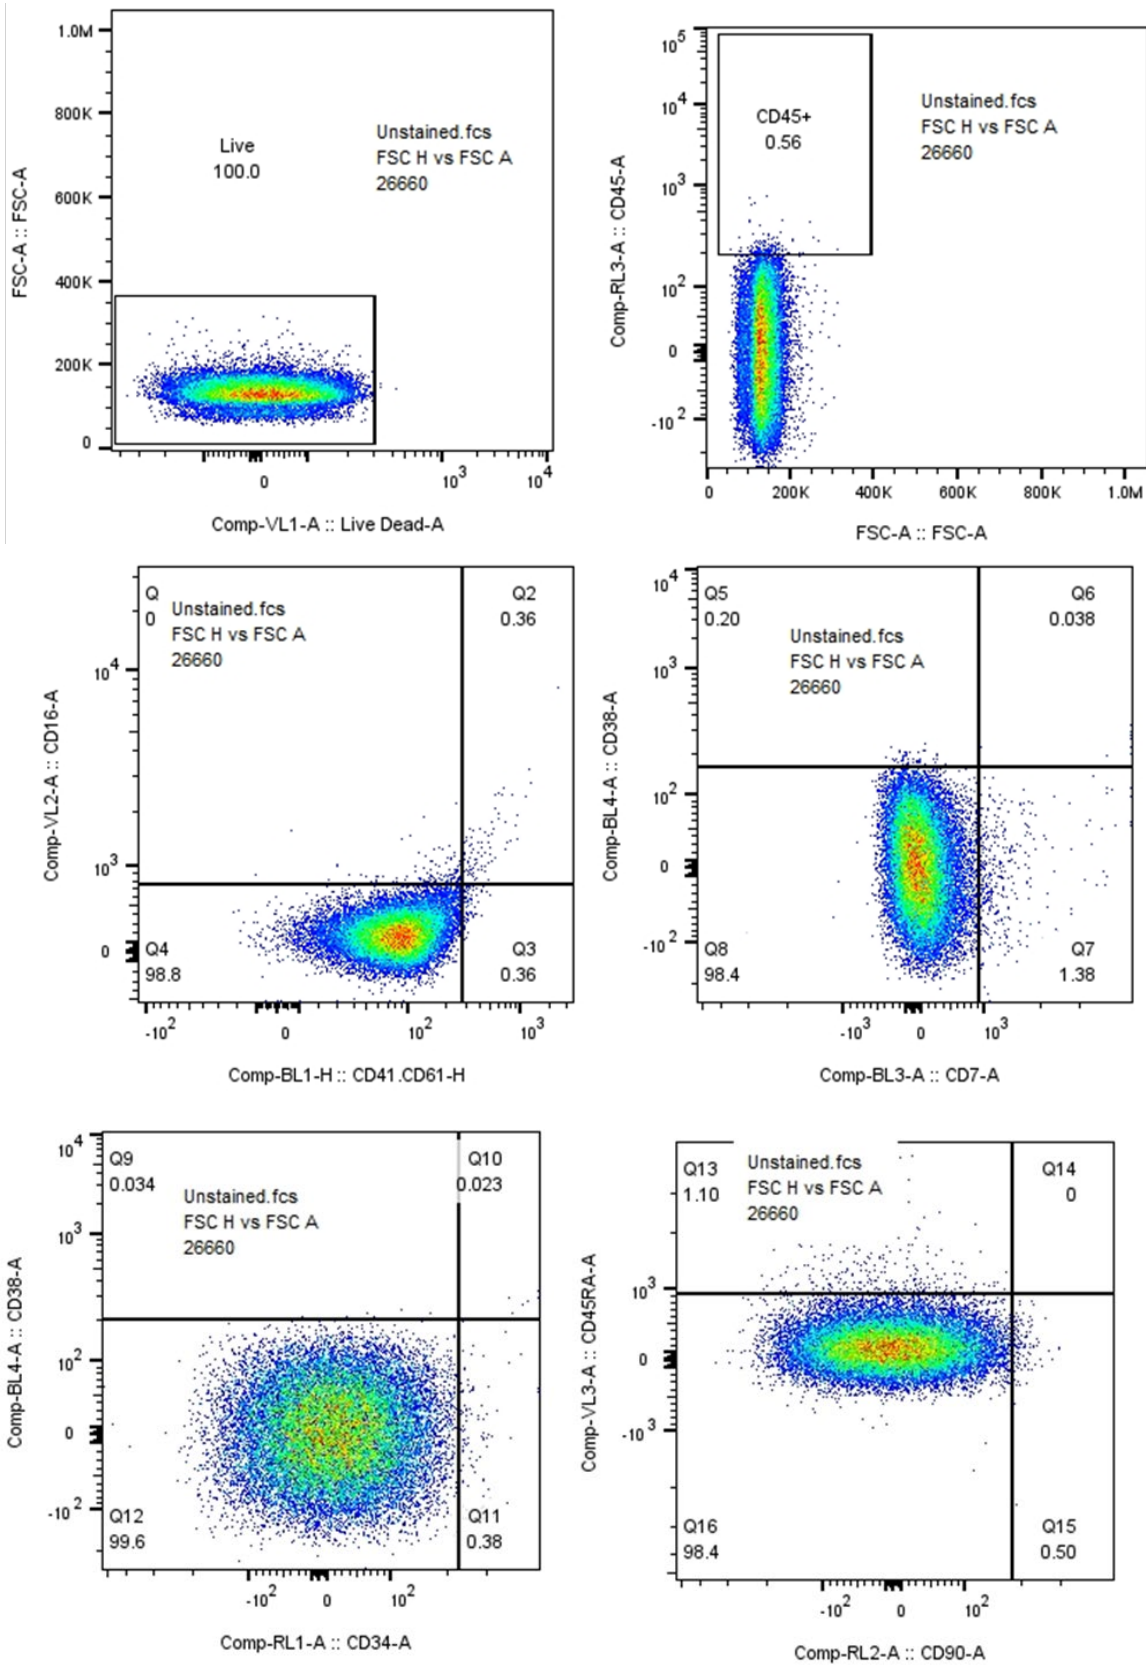 1.0M
800K
600K
400K
200K
0
FSC-A :: FSC-A
Live
100.0
Unstained.fcs
FSC H vs FSC A
26660
0
10^3
10^4
Comp-VL1-A :: Live Dead-A
10^5
10^4
10^3
10^2
0
-10^2
Comp-RL3-A :: CD45-A
CD45+
0.56
Unstained.fcs
FSC H vs FSC A
26660
0
200K
400K
600K
800K
1.0M
FSC-A :: FSC-A
Q
0
Unstained.fcs
FSC H vs FSC A
26660
Q2
0.36
10^4
10^3
0
Comp-VL2-A :: CD16-A
Q4
98.8
Q3
0.36
-10^2
0
10^2
10^3
Comp-BL1-H :: CD41.CD61-H
10^4
10^3
10^2
0
-10^2
Comp-BL4-A :: CD38-A
Q5
0.20
Q6
0.038
Unstained.fcs
FSC H vs FSC A
26660
Q8
98.4
Q7
1.38
-10^3
0
10^3
Comp-BL3-A :: CD7-A
10^4
10^3
10^2
0
-10^2
Comp-BL4-A :: CD38-A
Q9
0.034
Q10
0.023
Unstained.fcs
FSC H vs FSC A
26660
Q12
99.6
Q11
0.38
-10^2
0
10^2
Comp-RL1-A :: CD34-A
10^3
0
-10^3
Comp-VL3-A :: CD45RA-A
Q13
1.10
Unstained.fcs
FSC H vs FSC A
26660
Q14
0
Q16
98.4
Q15
0.50
-10^2
0
10^2
Comp-RL2-A :: CD90-A